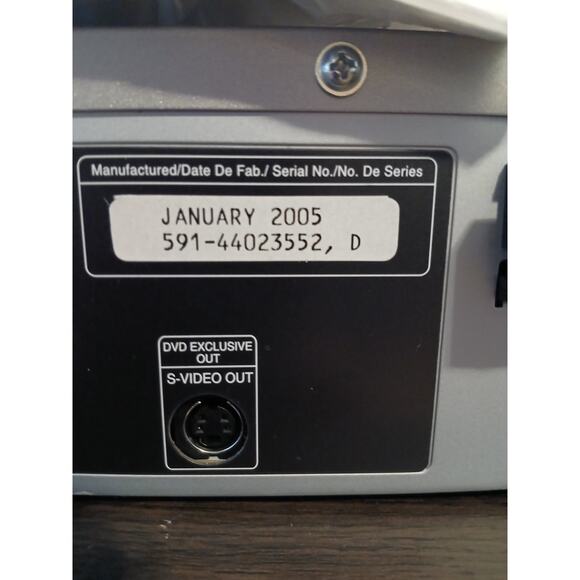 Manufactured/Date De Fab./ Serial No./No. De Series
JANUARY 2005
591-44023552, D
DVD EXCLUSIVE
OUT
S-VIDEO OUT